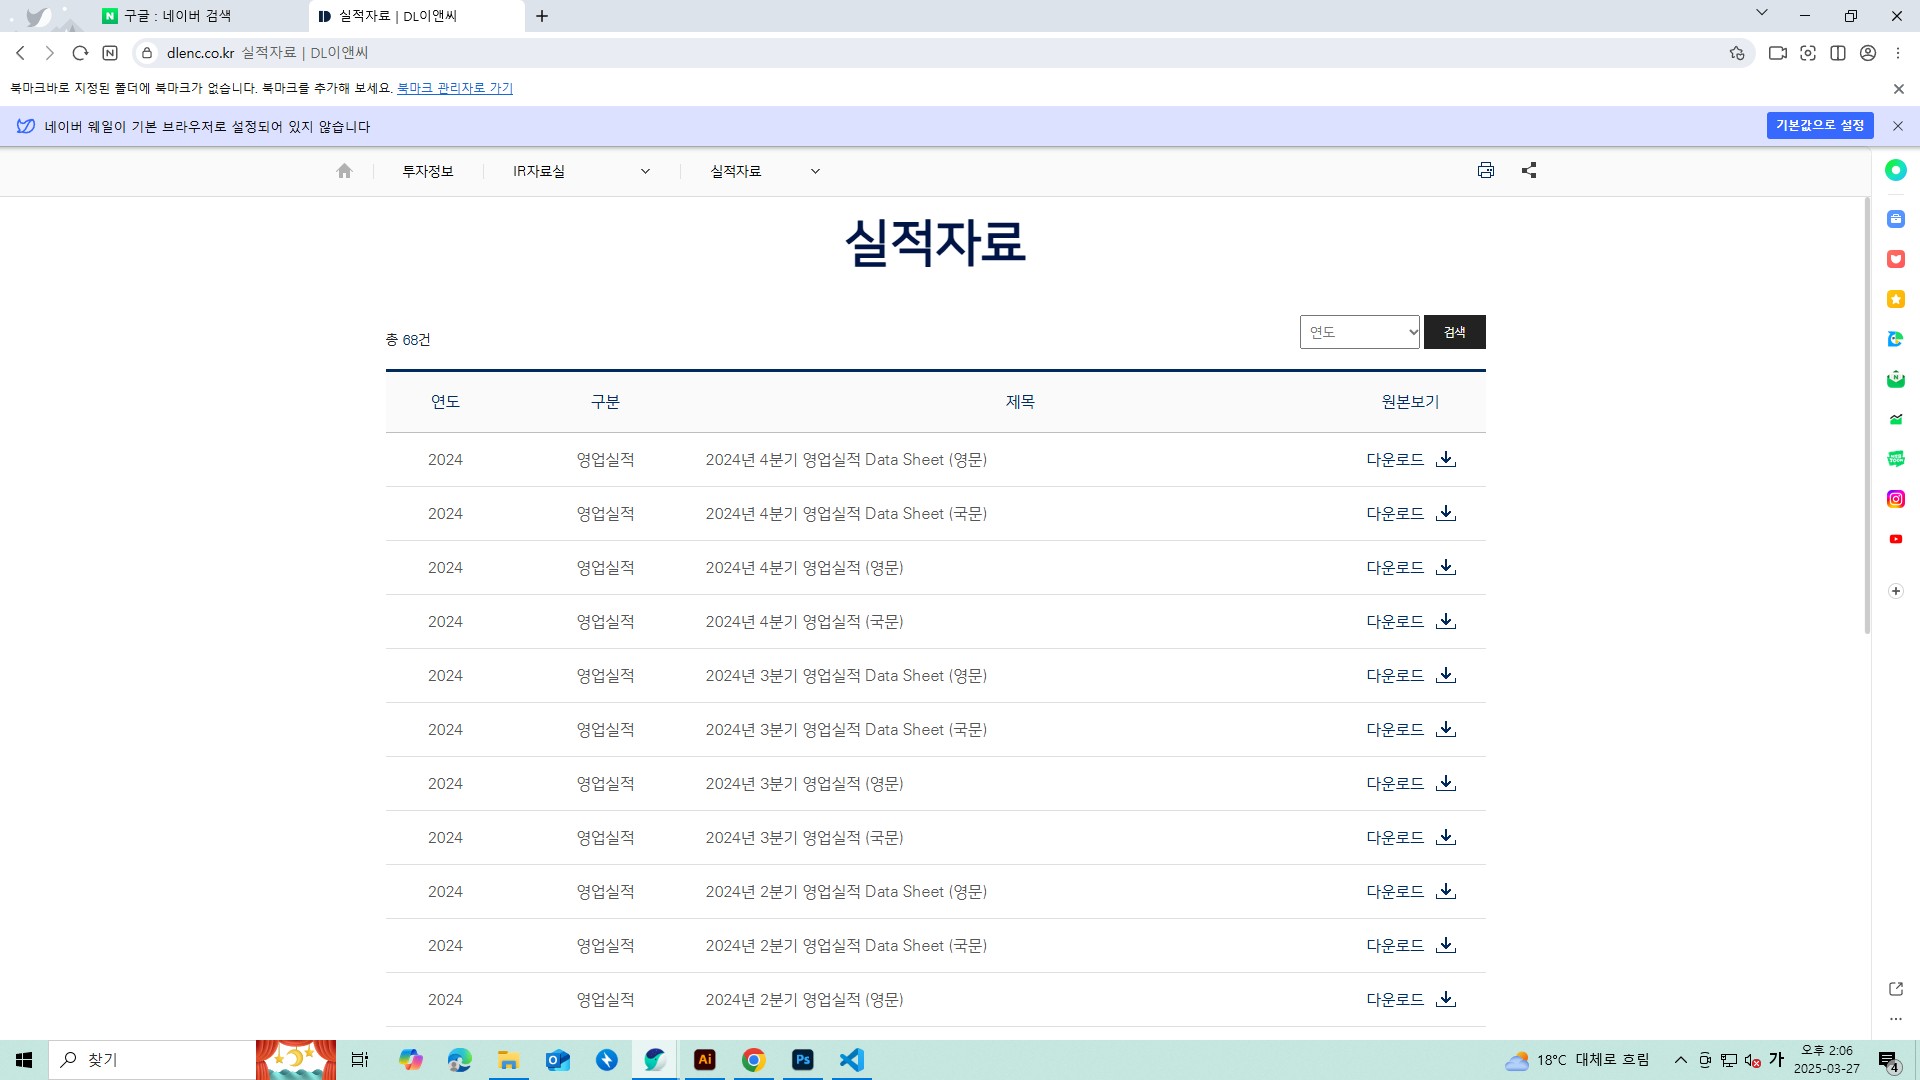 구글 : 네이버 검색
실적자료 | DL이앤씨
dlenc.co.kr 실적자료 | DL이앤씨
북마크바로 지정된 폴더에 북마크가 없습니다. 북마크를 추가해 보세요. 북마크 관리자로 가기
네이버 웨일이 기본 브라우저로 설정되어 있지 않습니다
기본값으로 설정
투자정보
IR자료실
실적자료
실적자료
총 68건
연도
검색
연도 구분 제목 원본보기
2024 영업실적 2024년 4분기 영업실적 Data Sheet (영문) 다운로드
2024 영업실적 2024년 4분기 영업실적 Data Sheet (국문) 다운로드
2024 영업실적 2024년 4분기 영업실적 (영문) 다운로드
2024 영업실적 2024년 4분기 영업실적 (국문) 다운로드
2024 영업실적 2024년 3분기 영업실적 Data Sheet (영문) 다운로드
2024 영업실적 2024년 3분기 영업실적 Data Sheet (국문) 다운로드
2024 영업실적 2024년 3분기 영업실적 (영문) 다운로드
2024 영업실적 2024년 3분기 영업실적 (국문) 다운로드
2024 영업실적 2024년 2분기 영업실적 Data Sheet (영문) 다운로드
2024 영업실적 2024년 2분기 영업실적 Data Sheet (국문) 다운로드
2024 영업실적 2024년 2분기 영업실적 (영문) 다운로드
찾기
Ai
Ps
18°C 대체로 흐림
가
오후 2:06
2025-03-27
4